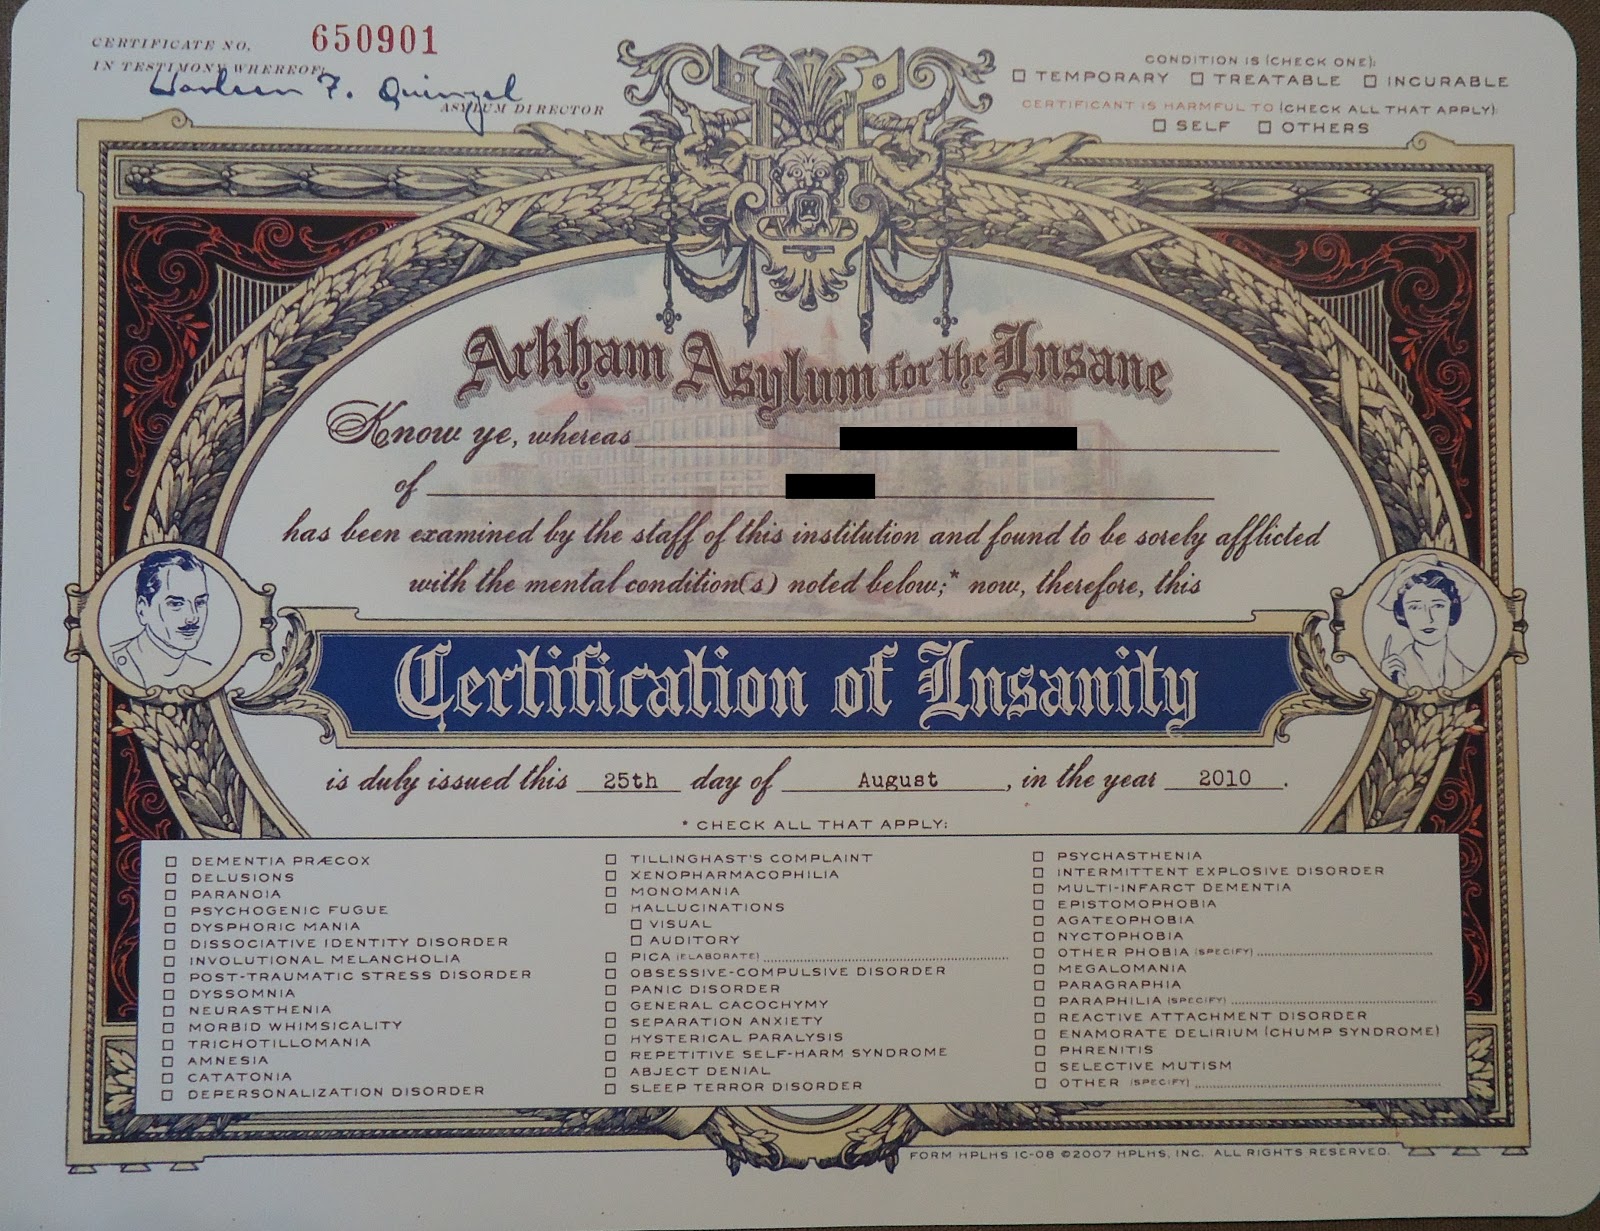 CERTIFICATE NO. 650901
IN TESTIMONY WHEREOF:
Harleen F. Quinzel
ASYLUM DIRECTOR
CONDITION IS (CHECK ONE):
☐ TEMPORARY ☐ TREATABLE ☐ INCURABLE
CERTIFICANT IS HARMFUL TO (CHECK ALL THAT APPLY):
☐ SELF ☐ OTHERS
Arkham Asylum for the Insane
Know ye, whereas
of
has been examined by the staff of this institution and found to be sorely afflicted
with the mental condition(s) noted below;* now, therefore, this
Certification of Insanity
is duly issued this 25th day of August, in the year 2010.
* CHECK ALL THAT APPLY:
☐ DEMENTIA PRÆCOX
☐ DELUSIONS
☐ PARANOIA
☐ PSYCHOGENIC FUGUE
☐ DYSPHORIC MANIA
☐ DISSOCIATIVE IDENTITY DISORDER
☐ INVOLUTIONAL MELANCHOLIA
☐ POST-TRAUMATIC STRESS DISORDER
☐ DYSSOMNIA
☐ NEURASTHENIA
☐ MORBID WHIMSICALITY
☐ TRICHOTILLOMANIA
☐ AMNESIA
☐ CATATONIA
☐ DEPERSONALIZATION DISORDER
☐ TILLINGHAST'S COMPLAINT
☐ XENOPHARMACOPHILIA
☐ MONOMANIA
☐ HALLUCINATIONS
☐ VISUAL
☐ AUDITORY
☐ PICA (ELABORATE)
☐ OBSESSIVE-COMPULSIVE DISORDER
☐ PANIC DISORDER
☐ GENERAL CACOCHYMY
☐ SEPARATION ANXIETY
☐ HYSTERICAL PARALYSIS
☐ REPETITIVE SELF-HARM SYNDROME
☐ ABJECT DENIAL
☐ SLEEP TERROR DISORDER
☐ PSYCHASTHENIA
☐ INTERMITTENT EXPLOSIVE DISORDER
☐ MULTI-INFARCT DEMENTIA
☐ EPISTOMOPHOBIA
☐ AGATEOPHOBIA
☐ NYCTOPHOBIA
☐ OTHER PHOBIA (SPECIFY)
☐ MEGALOMANIA
☐ PARAGRAPHIA
☐ PARAPHILIA (SPECIFY)
☐ REACTIVE ATTACHMENT DISORDER
☐ ENAMORATE DELIRIUM (CHUMP SYNDROME)
☐ PHRENITIS
☐ SELECTIVE MUTISM
☐ OTHER (SPECIFY)
FORM HPLHS IC-08 ©2007 HPLHS, INC. ALL RIGHTS RESERVED.